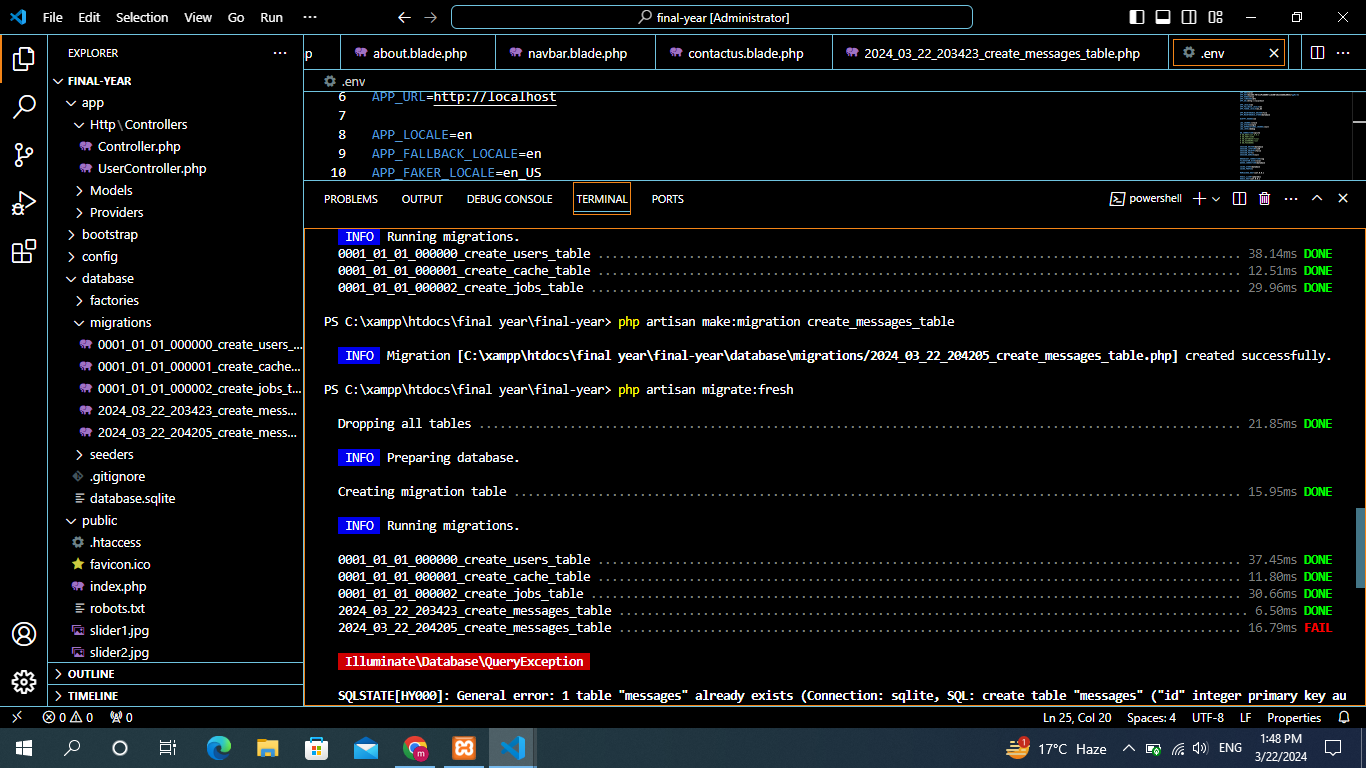 File Edit Selection View Go Run ··· final-year [Administrator]
EXPLORER ···
FINAL-YEAR
app
Http\Controllers
Controller.php
UserController.php
Models
Providers
bootstrap
config
database
factories
migrations
0001_01_01_000000_create_users_...
0001_01_01_000001_create_cache...
0001_01_01_000002_create_jobs_t...
2024_03_22_203423_create_mess...
2024_03_22_204205_create_mess...
seeders
.gitignore
database.sqlite
public
.htaccess
favicon.ico
index.php
robots.txt
slider1.jpg
slider2.jpg
OUTLINE
TIMELINE
p about.blade.php navbar.blade.php contactus.blade.php 2024_03_22_203423_create_messages_table.php .env
.env
6 APP_URL=http://localhost
7
8 APP_LOCALE=en
9 APP_FALLBACK_LOCALE=en
10 APP_FAKER_LOCALE=en_US
PROBLEMS OUTPUT DEBUG CONSOLE TERMINAL PORTS powershell
INFO Running migrations.
0001_01_01_000000_create_users_table ........ 38.14ms DONE
0001_01_01_000001_create_cache_table ........ 12.51ms DONE
0001_01_01_000002_create_jobs_table ........ 29.96ms DONE
PS C:\xampp\htdocs\final year\final-year> php artisan make:migration create_messages_table
INFO Migration [C:\xampp\htdocs\final year\final-year\database\migrations/2024_03_22_204205_create_messages_table.php] created successfully.
PS C:\xampp\htdocs\final year\final-year> php artisan migrate:fresh
Dropping all tables ........ 21.85ms DONE
INFO Preparing database.
Creating migration table ........ 15.95ms DONE
INFO Running migrations.
0001_01_01_000000_create_users_table ........ 37.45ms DONE
0001_01_01_000001_create_cache_table ........ 11.80ms DONE
0001_01_01_000002_create_jobs_table ........ 30.66ms DONE
2024_03_22_203423_create_messages_table ........ 6.50ms DONE
2024_03_22_204205_create_messages_table ........ 16.79ms FAIL
Illuminate\Database\QueryException
SQLSTATE[HY000]: General error: 1 table "messages" already exists (Connection: sqlite, SQL: create table "messages" ("id" integer primary key au
0 0 0 Ln 25, Col 20 Spaces: 4 UTF-8 LF Properties
1 17°C Haze ENG 1:48 PM
3/22/2024